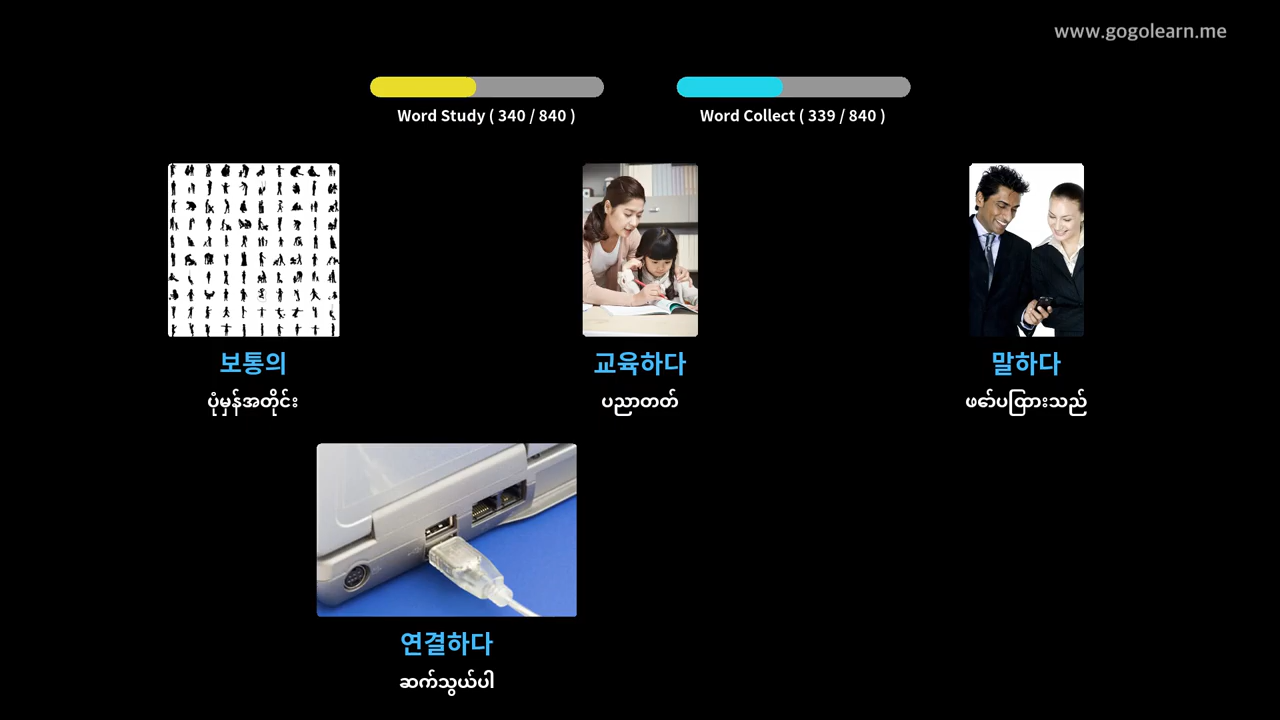 www.gogolearn.me
Word Study ( 340 / 840 )
Word Collect ( 339 / 840 )
보통의
ပုံမှန်အတိုင်း
교육하다
ပညာတတ်
말하다
ဖော်ပြထားသည်
연결하다
ဆက်သွယ်ပါ